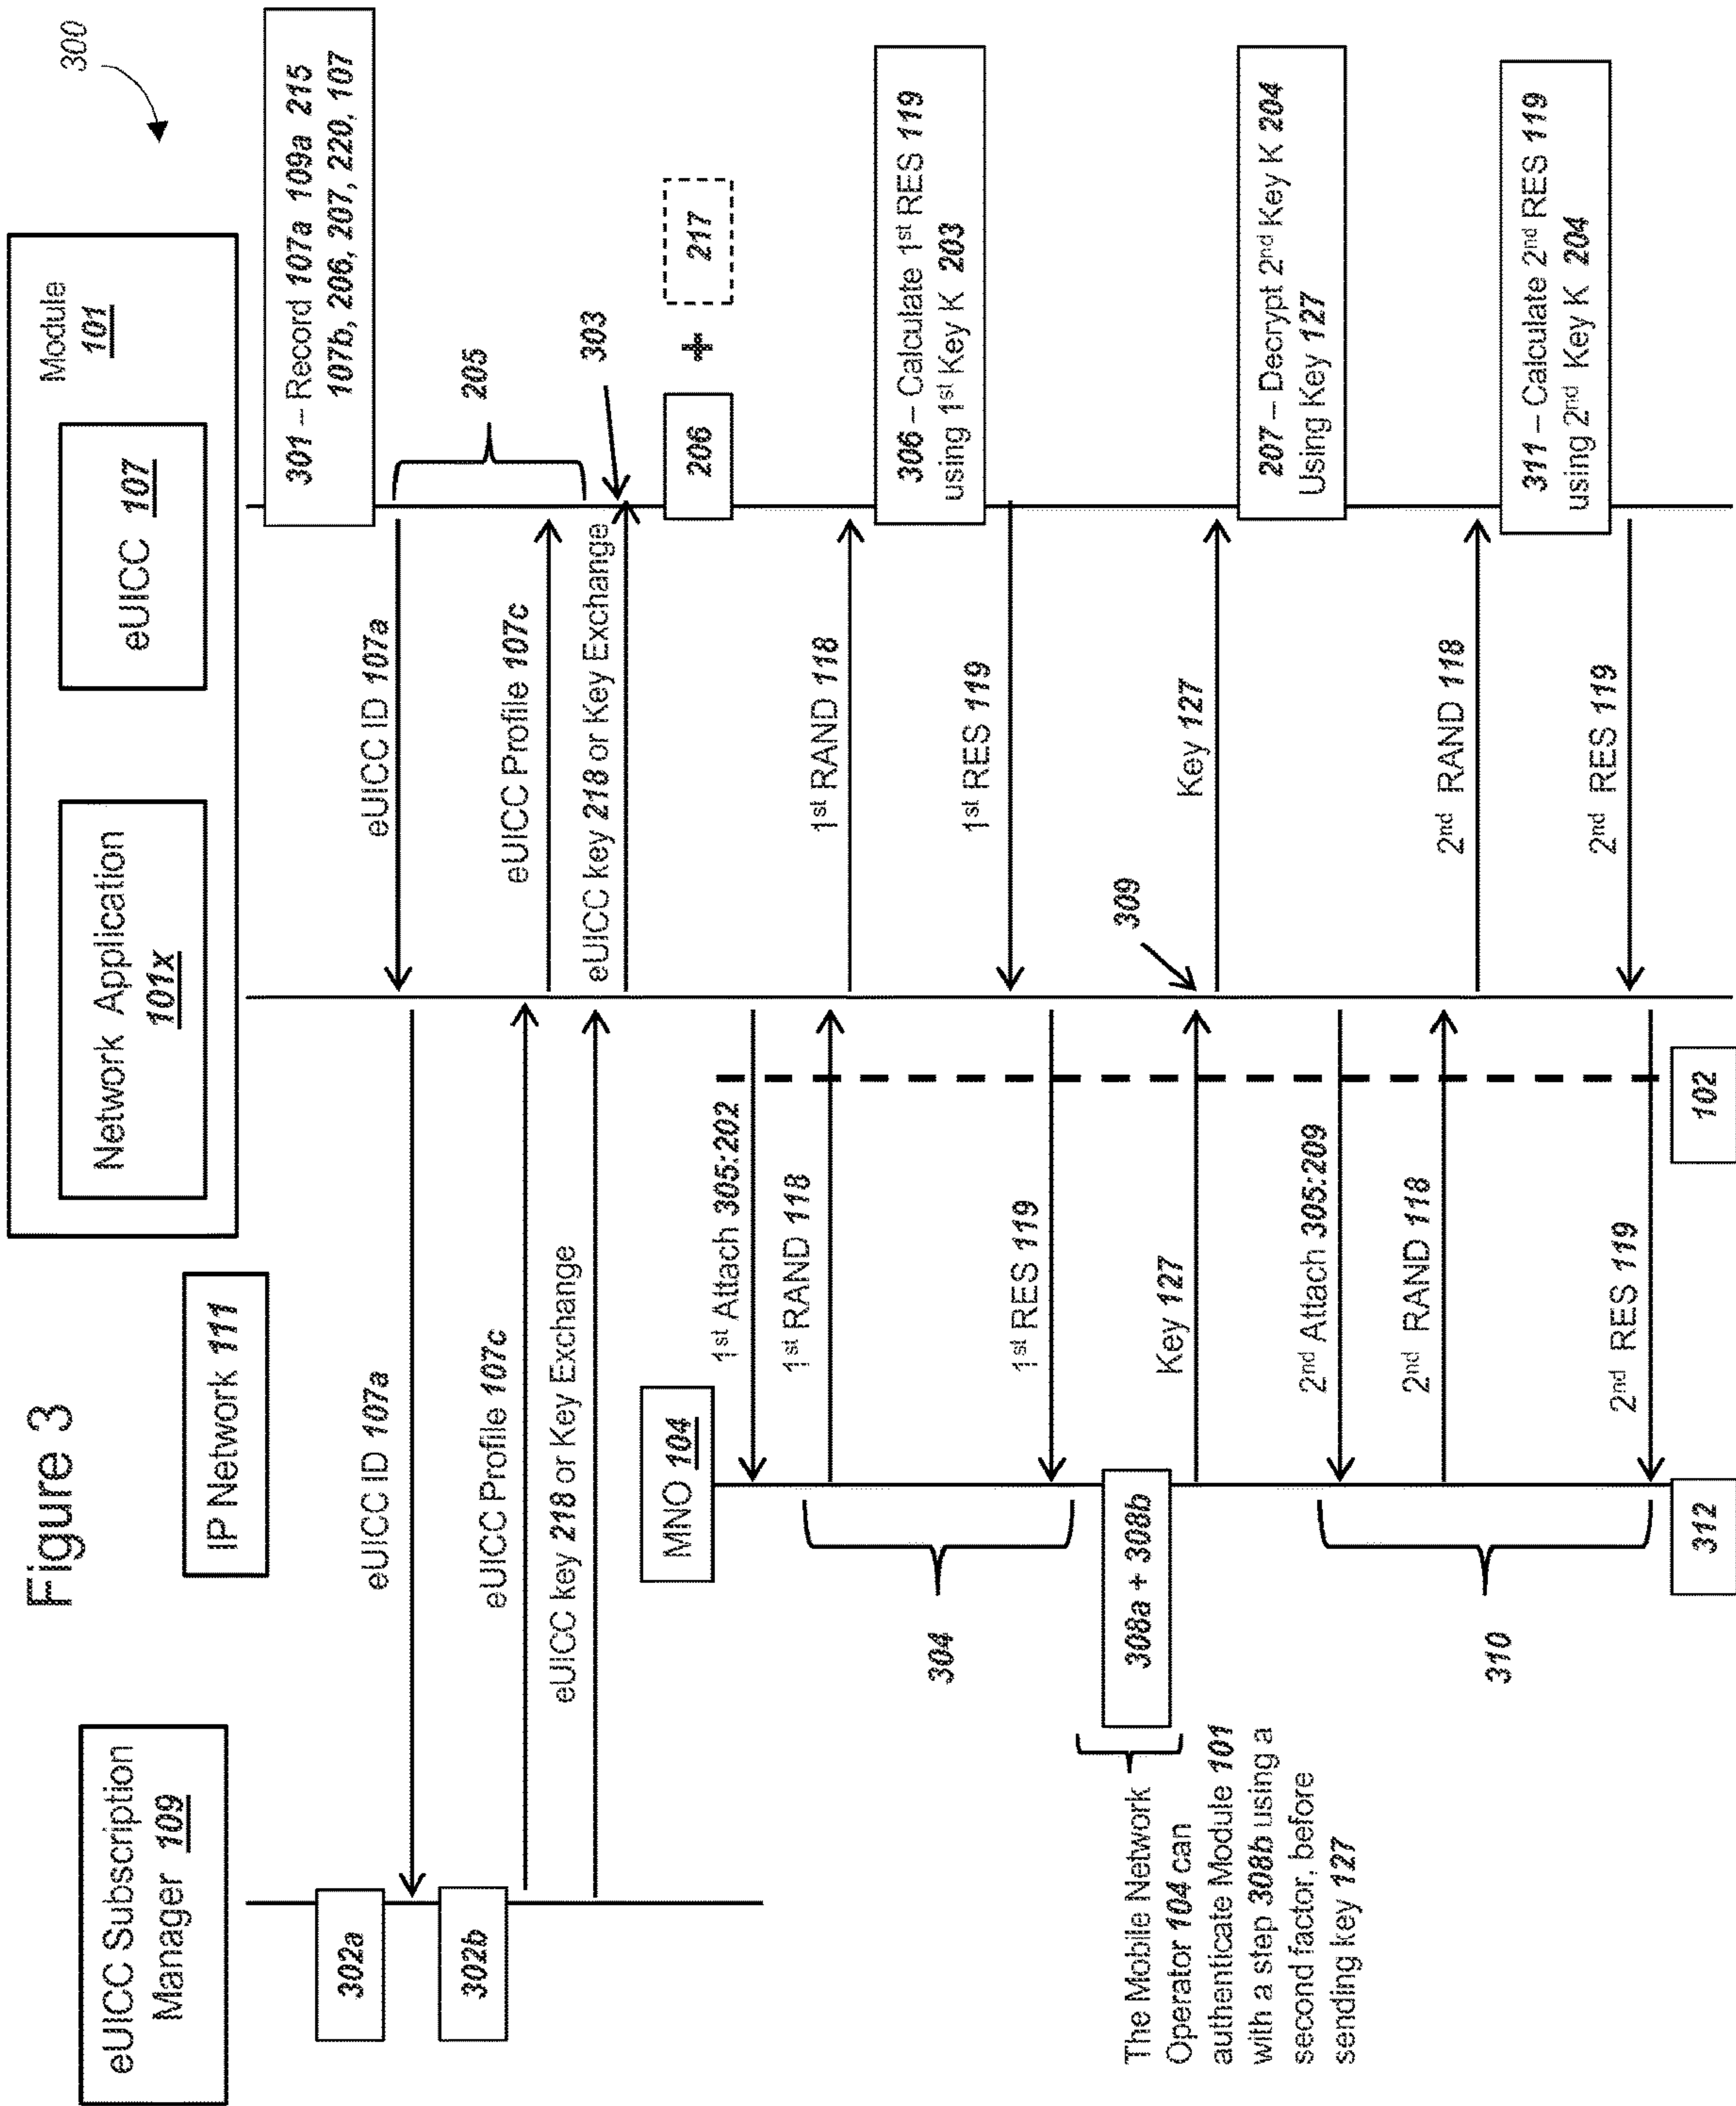 Figure 3
300
eUICC Subscription
Manager 109
IP Network 111
Module
101
Network Application
101x
eUICC 107
301 – Record 107a 109a 215
107b, 206, 207, 220, 107
302a
eUICC ID 107a
eUICC ID 107a
205
302b
eUICC Profile 107c
eUICC Profile 107c
eUICC key 218 or Key Exchange
eUICC key 218 or Key Exchange
303
MNO 104
206
+
217
1st Attach 305:202
1st RAND 118
1st RAND 118
306 – Calculate 1st RES 119
using 1st Key K 203
304
1st RES 119
1st RES 119
308a + 308b
The Mobile Network
Operator 104 can
authenticate Module 101
with a step 308b using a
second factor, before
sending key 127
309
Key 127
Key 127
207 – Decrypt 2nd Key K 204
Using Key 127
2nd Attach 305:209
2nd RAND 118
2nd RAND 118
310
311 – Calculate 2nd RES 119
using 2nd Key K 204
2nd RES 119
2nd RES 119
312
102